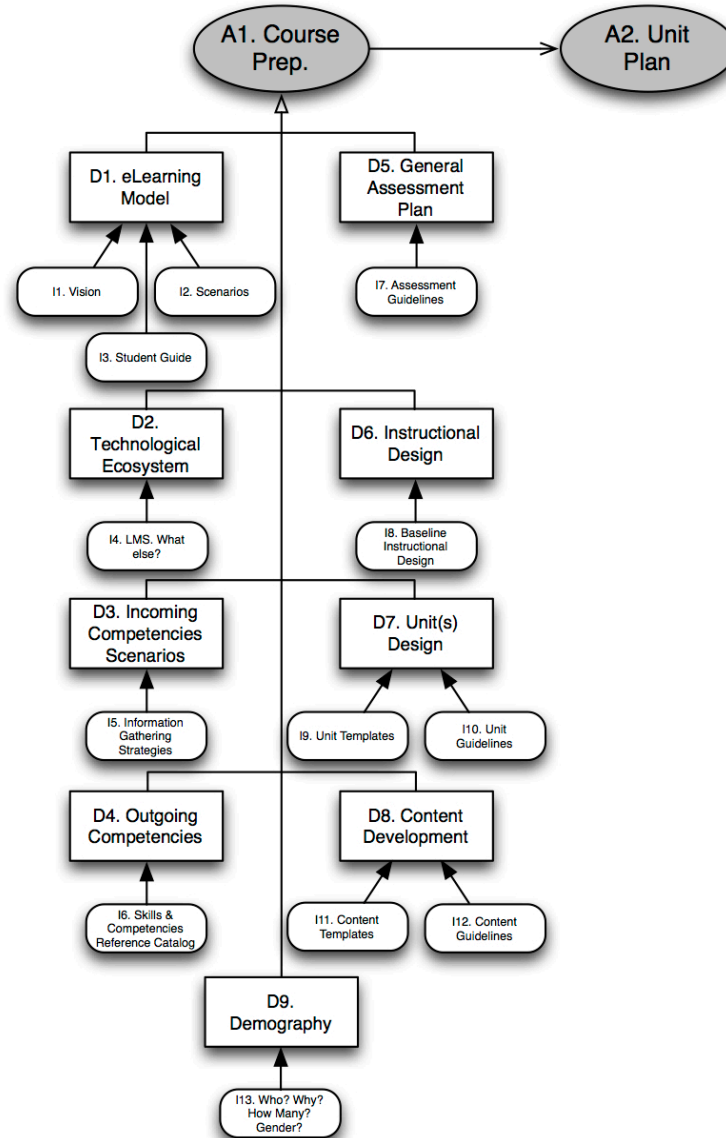 A1. Course
Prep.
A2. Unit
Plan
D1. eLearning
Model
D5. General
Assessment
Plan
I1. Vision
I2. Scenarios
I7. Assessment
Guidelines
I3. Student Guide
D2.
Technological
Ecosystem
D6. Instructional
Design
I4. LMS. What
else?
I8. Baseline
Instructional
Design
D3. Incoming
Competencies
Scenarios
D7. Unit(s)
Design
I5. Information
Gathering
Strategies
I9. Unit Templates
I10. Unit
Guidelines
D4. Outgoing
Competencies
D8. Content
Development
I6. Skills &
Competencies
Reference Catalog
I11. Content
Templates
I12. Content
Guidelines
D9.
Demography
I13. Who? Why?
How Many?
Gender?